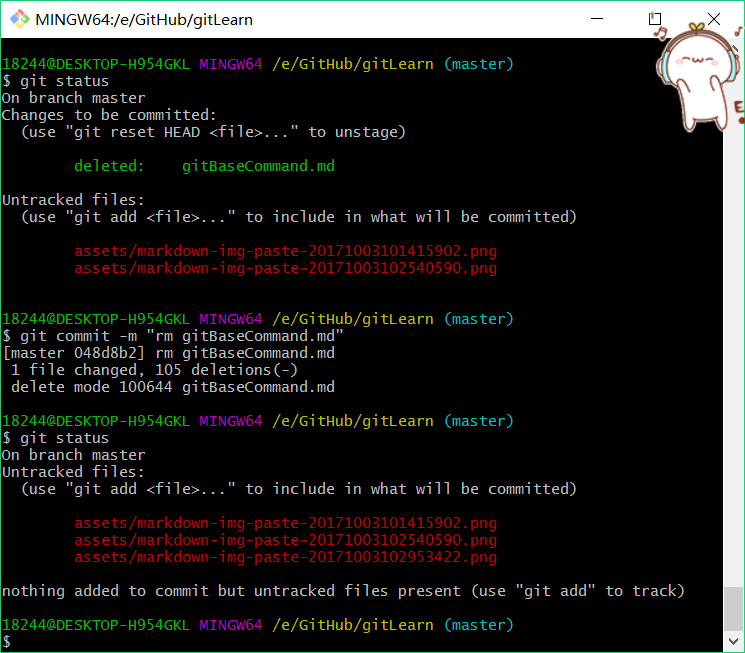 MINGW64:/e/GitHub/gitLearn
18244@DESKTOP-H954GKL MINGW64 /e/GitHub/gitLearn (master)
$ git status
On branch master
Changes to be committed:
  (use "git reset HEAD <file>..." to unstage)
        deleted:    gitBaseCommand.md
Untracked files:
  (use "git add <file>..." to include in what will be committed)
        assets/markdown-img-paste-20171003101415902.png
        assets/markdown-img-paste-20171003102540590.png
18244@DESKTOP-H954GKL MINGW64 /e/GitHub/gitLearn (master)
$ git commit -m "rm gitBaseCommand.md"
[master 048d8b2] rm gitBaseCommand.md
 1 file changed, 105 deletions(-)
 delete mode 100644 gitBaseCommand.md
18244@DESKTOP-H954GKL MINGW64 /e/GitHub/gitLearn (master)
$ git status
On branch master
Untracked files:
  (use "git add <file>..." to include in what will be committed)
        assets/markdown-img-paste-20171003101415902.png
        assets/markdown-img-paste-20171003102540590.png
        assets/markdown-img-paste-20171003102953422.png
nothing added to commit but untracked files present (use "git add" to track)
18244@DESKTOP-H954GKL MINGW64 /e/GitHub/gitLearn (master)
$